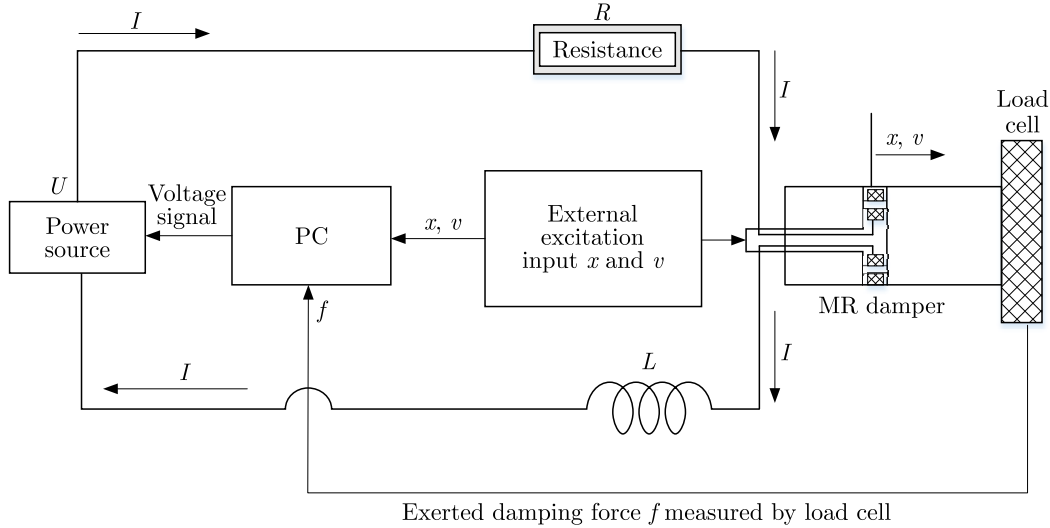 I
R
Resistance
I
Load
cell
x, v
U
Voltage
signal
Power
source
PC
x, v
External
excitation
input x and v
MR damper
f
I
L
I
Exerted damping force f measured by load cell